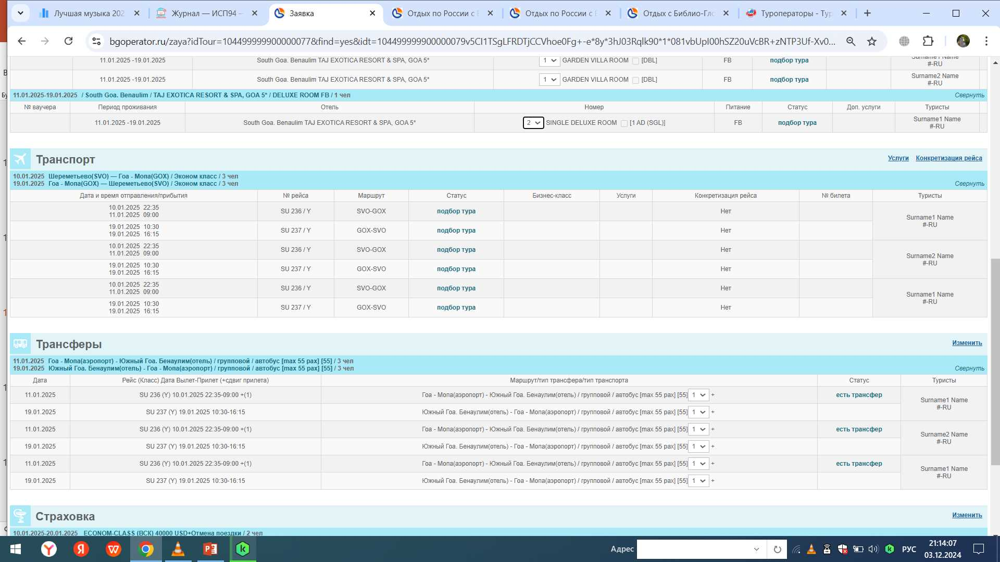 Лучшая музыка 202
Журнал — ИСП94 –
Заявка
Отдых по России с Б
Отдых по России с Б
Отдых с Библио-Гло
Туроператоры - Тур
bgoperator.ru/zaya?idTour=104499999900000077&find=yes&idt=104499999900000079v5CI1TSgLFRDTjCCVhoe0Fg+-e*8y*3hJ03Rqlk90*1*081vbUpI00hSZ20uVcBR+zNTP3Uf-Xv0...
11.01.2025 -19.01.2025 South Goa. Benaulim TAJ EXOTICA RESORT & SPA, GOA 5* 1 GARDEN VILLA ROOM [DBL] FB подбор тура Surname1 Name
#-RU
11.01.2025 -19.01.2025 South Goa. Benaulim TAJ EXOTICA RESORT & SPA, GOA 5* 1 GARDEN VILLA ROOM [DBL] FB подбор тура Surname2 Name
#-RU
11.01.2025-19.01.2025 / South Goa. Benaulim / TAJ EXOTICA RESORT & SPA, GOA 5* / DELUXE ROOM FB / 1 чел Свернуть
№ ваучера Период проживания Отель Номер Питание Статус Доп. услуги Туристы
11.01.2025 -19.01.2025 South Goa. Benaulim TAJ EXOTICA RESORT & SPA, GOA 5* 2 SINGLE DELUXE ROOM [1 AD (SGL)] FB подбор тура Surname1 Name
#-RU
Транспорт Услуги Конкретизация рейса
10.01.2025 Шереметьево(SVO) — Гоа - Мопа(GOX) / Эконом класс / 3 чел
19.01.2025 Гоа - Мопа(GOX) — Шереметьево(SVO) / Эконом класс / 3 чел Свернуть
Дата и время отправления/прибытия № рейса Маршрут Статус Бизнес-класс Услуги Конкретизация рейса № билета Туристы
10.01.2025 22:35
11.01.2025 09:00 SU 236 / Y SVO-GOX подбор тура Нет
Surname1 Name
#-RU
19.01.2025 10:30
19.01.2025 16:15 SU 237 / Y GOX-SVO подбор тура Нет
10.01.2025 22:35
11.01.2025 09:00 SU 236 / Y SVO-GOX подбор тура Нет
Surname2 Name
#-RU
19.01.2025 10:30
19.01.2025 16:15 SU 237 / Y GOX-SVO подбор тура Нет
10.01.2025 22:35
11.01.2025 09:00 SU 236 / Y SVO-GOX подбор тура Нет
Surname1 Name
#-RU
19.01.2025 10:30
19.01.2025 16:15 SU 237 / Y GOX-SVO подбор тура Нет
Трансферы Изменить
11.01.2025 Гоа - Мопа(аэропорт) - Южный Гоа. Бенаулим(отель) / групповой / автобус [max 55 pax] [55] / 3 чел
19.01.2025 Южный Гоа. Бенаулим(отель) - Гоа - Мопа(аэропорт) / групповой / автобус [max 55 pax] [55] / 3 чел Свернуть
Дата Рейс (Класс) Дата Вылет-Прилет (+сдвиг прилета) Маршрут/тип трансфера/тип транспорта Статус Туристы
11.01.2025 SU 236 (Y) 10.01.2025 22:35-09:00 +(1) Гоа - Мопа(аэропорт) - Южный Гоа. Бенаулим(отель) / групповой / автобус [max 55 pax] [55] 1 + есть трансфер
Surname1 Name
#-RU
19.01.2025 SU 237 (Y) 19.01.2025 10:30-16:15 Южный Гоа. Бенаулим(отель) - Гоа - Мопа(аэропорт) / групповой / автобус [max 55 pax] [55] 1 +
11.01.2025 SU 236 (Y) 10.01.2025 22:35-09:00 +(1) Гоа - Мопа(аэропорт) - Южный Гоа. Бенаулим(отель) / групповой / автобус [max 55 pax] [55] 1 + есть трансфер
Surname2 Name
#-RU
19.01.2025 SU 237 (Y) 19.01.2025 10:30-16:15 Южный Гоа. Бенаулим(отель) - Гоа - Мопа(аэропорт) / групповой / автобус [max 55 pax] [55] 1 +
11.01.2025 SU 236 (Y) 10.01.2025 22:35-09:00 +(1) Гоа - Мопа(аэропорт) - Южный Гоа. Бенаулим(отель) / групповой / автобус [max 55 pax] [55] 1 + есть трансфер
Surname1 Name
#-RU
19.01.2025 SU 237 (Y) 19.01.2025 10:30-16:15 Южный Гоа. Бенаулим(отель) - Гоа - Мопа(аэропорт) / групповой / автобус [max 55 pax] [55] 1 +
Страховка Изменить
10.01.2025-20.01.2025 ECONOM-CLASS (ВСК) 40000 USD+Отмена поездки / 2 чел
Адрес
РУС
21:14:07
03.12.2024